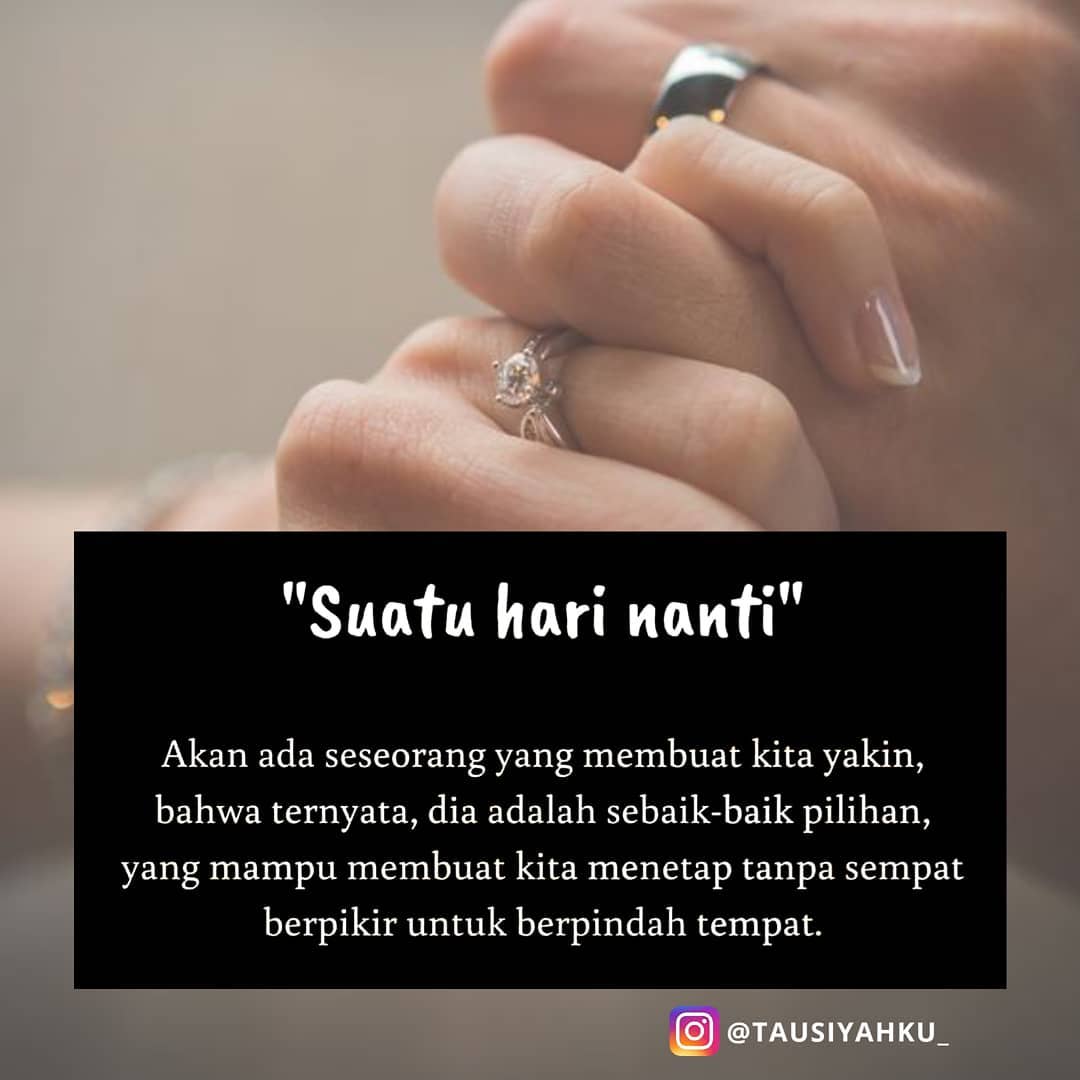 "Suatu hari nanti"
Akan ada seseorang yang membuat kita yakin,
bahwa ternyata, dia adalah sebaik-baik pilihan,
yang mampu membuat kita menetap tanpa sempat
berpikir untuk berpindah tempat.
@TAUSIYAHKU_